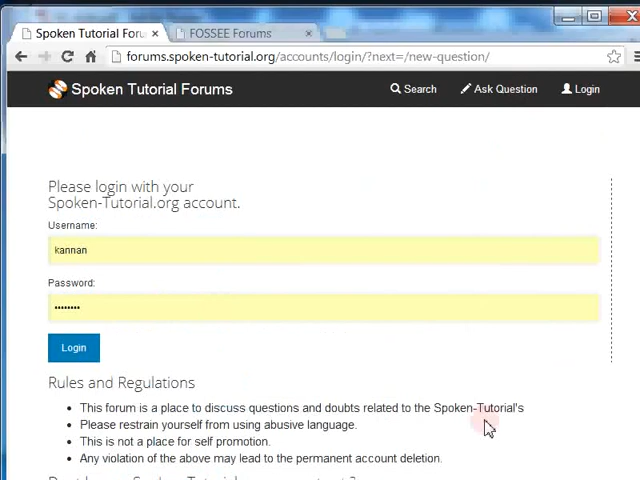 Spoken Tutorial Foru
FOSSEE Forums
forums.spoken-tutorial.org/accounts/login/?next=/new-question/
Spoken Tutorial Forums
Search
Ask Question
Login
Please login with your
Spoken-Tutorial.org account.
Username:
kannan
Password:
Login
Rules and Regulations
This forum is a place to discuss questions and doubts related to the Spoken-Tutorial's
Please restrain yourself from using abusive language.
This is not a place for self promotion.
Any violation of the above may lead to the permanent account deletion.